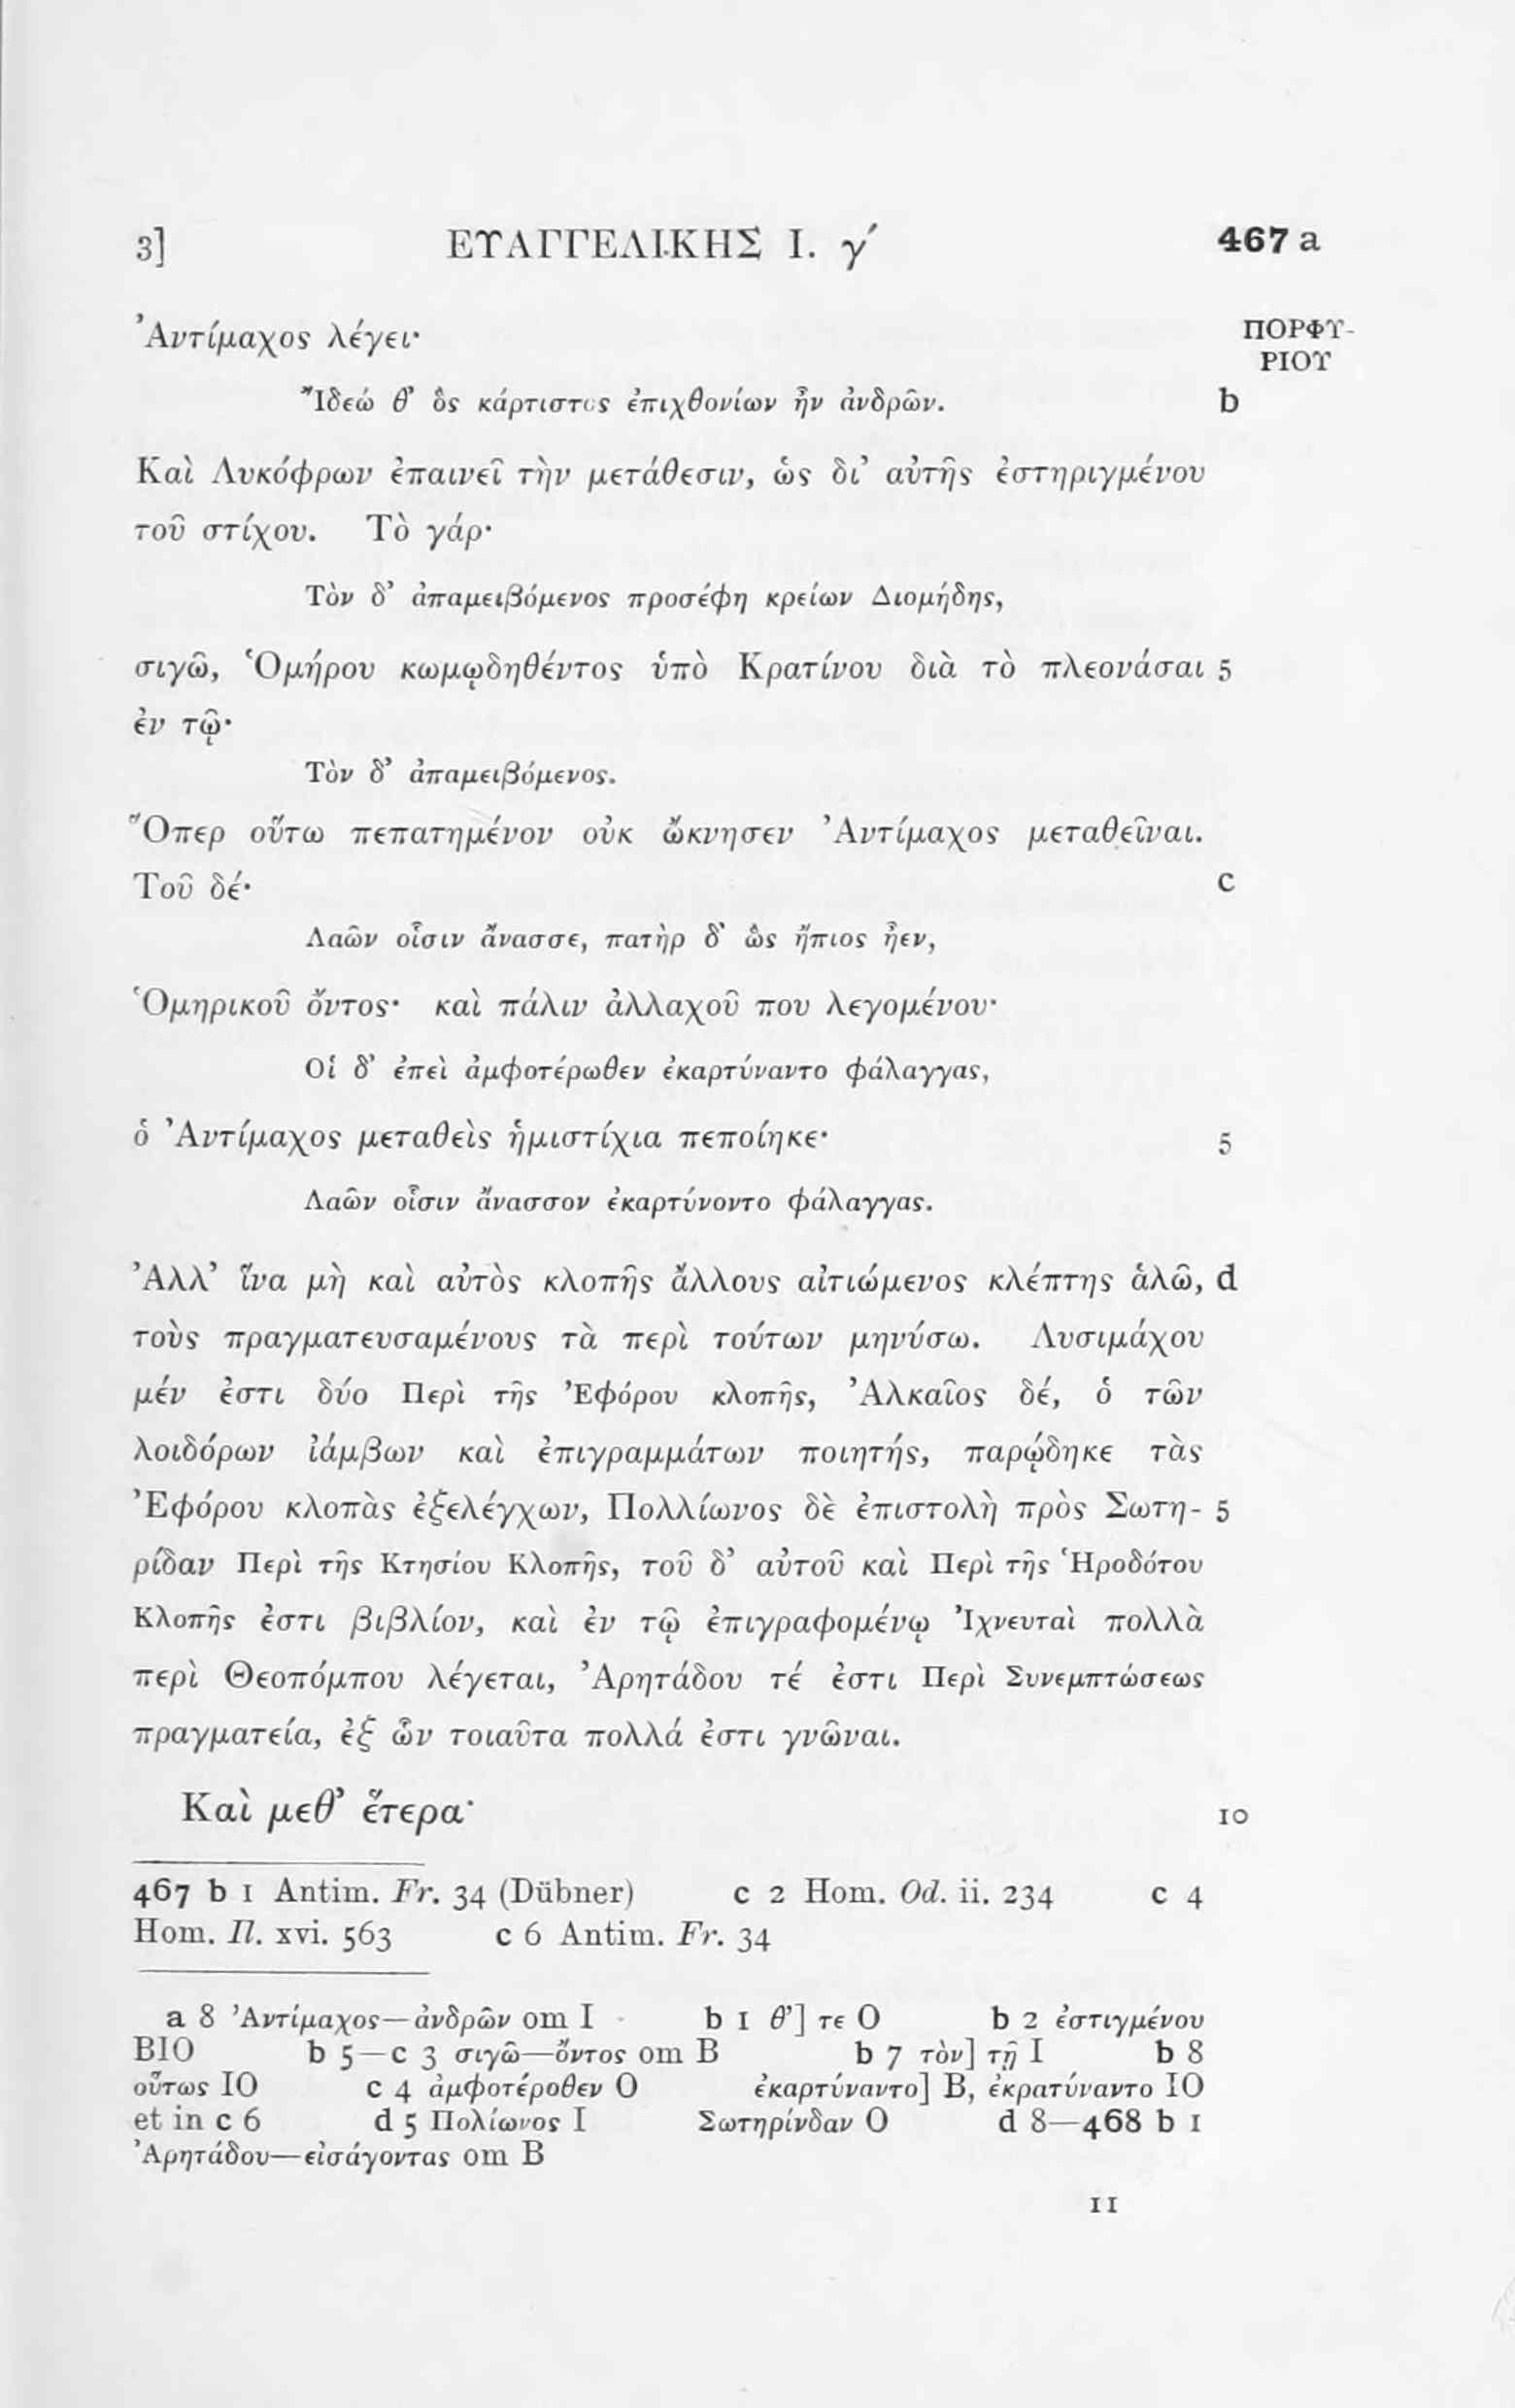 3] ΕΥΑΓΓΕΛΙΚΗΣ Ι. γ´ 467 a
Ἀντίμαχος λέγει· ΠΟΡΦΥ-
ΡΙΟΥ
Ἴδεώ θ’ ὃς κάρτιστος ἐπιχθονίων ἦν ἀνδρῶν. b
Καὶ Λυκόφρων ἐπαινεῖ τὴν μετάθεσιν, ὡς δι’ αὐτῆς ἐστηριγμένου
τοῦ στίχου. Τὸ γάρ·
Τὸν δ’ ἀπαμειβόμενος προσέφη κρείων Διομήδης,
σιγῶ, Ὁμήρου κωμῳδηθέντος ὑπὸ Κρατίνου διὰ τὸ πλεονάσαι 5
ἐν τῷ·
Τὸν δ’ ἀπαμειβόμενος.
Ὅπερ οὕτω πεπατημένον οὐκ ὤκνησεν Ἀντίμαχος μεταθεῖναι.
Τοῦ δέ· c
Λαῶν οἷσιν ἄνασσε, πατὴρ δ’ ὣς ἤπιος ἦεν,
Ὁμηρικοῦ ὄντος· καὶ πάλιν ἀλλαχοῦ που λεγομένου·
Οἱ δ’ ἐπεὶ ἀμφοτέρωθεν ἐκαρτύναντο φάλαγγας,
ὁ Ἀντίμαχος μεταθεὶς ἡμιστίχια πεποίηκε· 5
Λαῶν οἷσιν ἄνασσον ἐκαρτύνοντο φάλαγγας.
Ἀλλ’ ἵνα μὴ καὶ αὐτὸς κλοπῆς ἄλλους αἰτιώμενος κλέπτης ἁλῶ, d
τοὺς πραγματευσαμένους τὰ περὶ τούτων μηνύσω. Λυσιμάχου
μέν ἐστι δύο Περὶ τῆς Ἐφόρου κλοπῆς, Ἀλκαῖος δέ, ὁ τῶν
λοιδόρων ἰάμβων καὶ ἐπιγραμμάτων ποιητής, παρῴδηκε τὰς
Ἐφόρου κλοπὰς ἐξελέγχων, Πολλίωνος δὲ ἐπιστολὴ πρὸς Σωτη- 5
ρίδαν Περὶ τῆς Κτησίου Κλοπῆς, τοῦ δ’ αὐτοῦ καὶ Περὶ τῆς Ἡροδότου
Κλοπῆς ἐστι βιβλίον, καὶ ἐν τῷ ἐπιγραφομένῳ Ἰχνευταὶ πολλὰ
περὶ Θεοπόμπου λέγεται, Ἀρητάδου τέ ἐστι Περὶ Συνεμπτώσεως
πραγματεία, ἐξ ὧν τοιαῦτα πολλά ἐστι γνῶναι.
Καὶ μεθ’ ἕτερα· 10
467 b 1 Antim. Fr. 34 (Dübner) c 2 Hom. Od. ii. 234 c 4
Hom. Il. xvi. 563 c 6 Antim. Fr. 34
a 8 Ἀντίμαχος—ἀνδρῶν om I b 1 θ’] τε O b 2 ἐστιγμένου
BIO b 5—c 3 σιγῶ—ὄντος om B b 7 τὸν] τῇ I b 8
οὕτως IO c 4 ἀμφοτέροθεν O ἐκαρτύναντο] B, ἐκρατύναντο IO
et in c 6 d 5 Πολίωνος I Σωτηρίνδαν O d 8—468 b 1
Ἀρητάδου—εἰσάγοντας om B
11